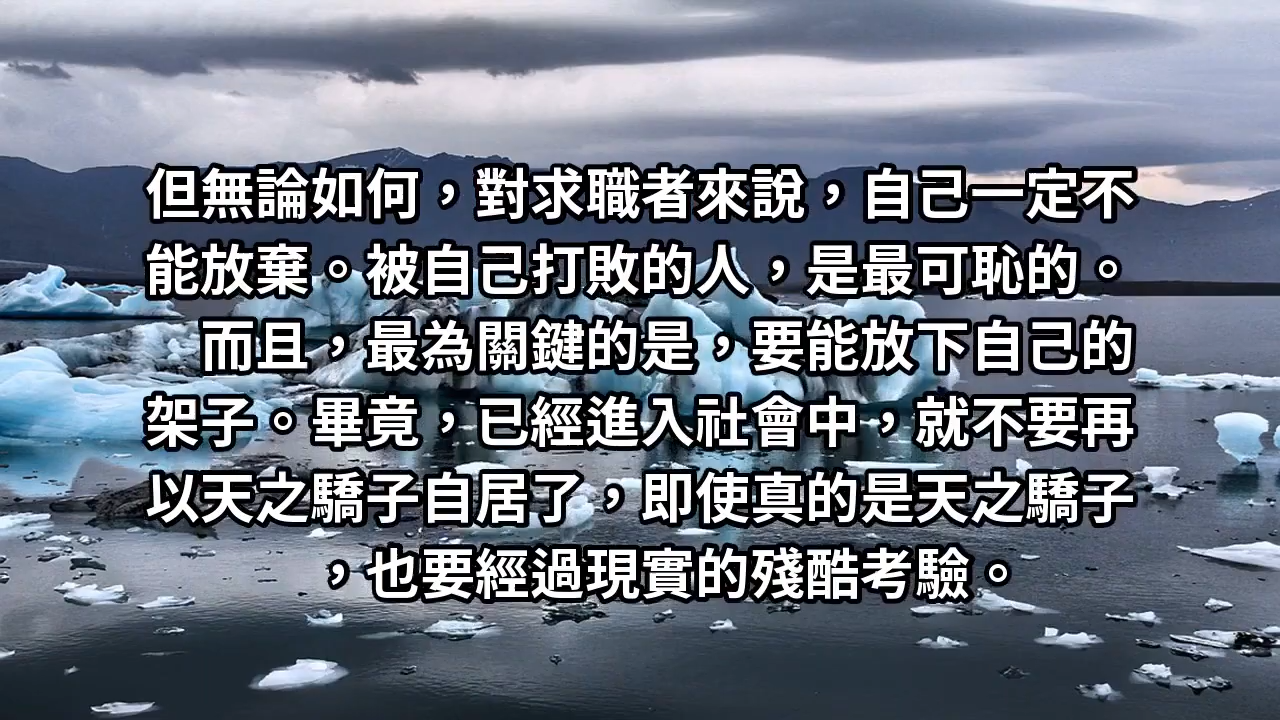 但無論如何，對求職者來說，自己一定不
能放棄。被自己打敗的人，是最可恥的。
而且，最為關鍵的是，要能放下自己的
架子。畢竟，已經進入社會中，就不要再
以天之驕子自居了，即使真的是天之驕子
，也要經過現實的殘酷考驗。